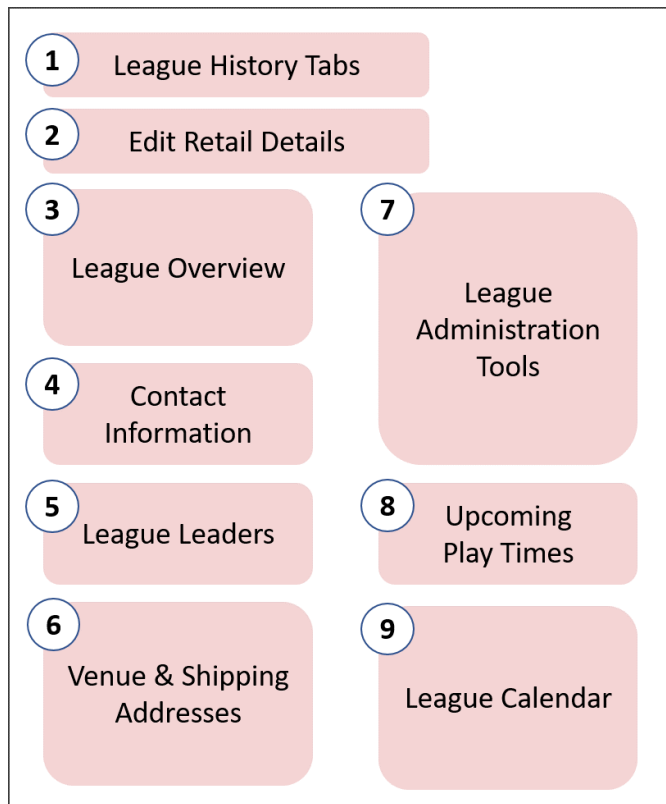 1
League History Tabs
2
Edit Retail Details
3
League Overview
4
Contact
Information
5
League Leaders
6
Venue & Shipping
Addresses
7
League
Administration
Tools
8
Upcoming
Play Times
9
League Calendar